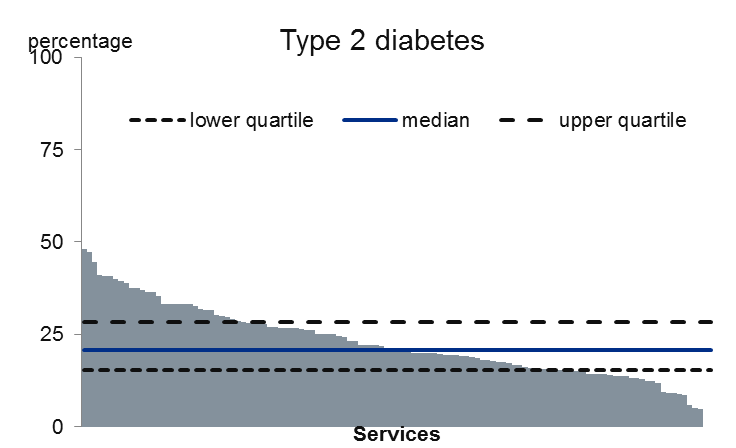 Type 2 diabetes
percentage
100
lower quartile median upper quartile
75
50
25
0
Services